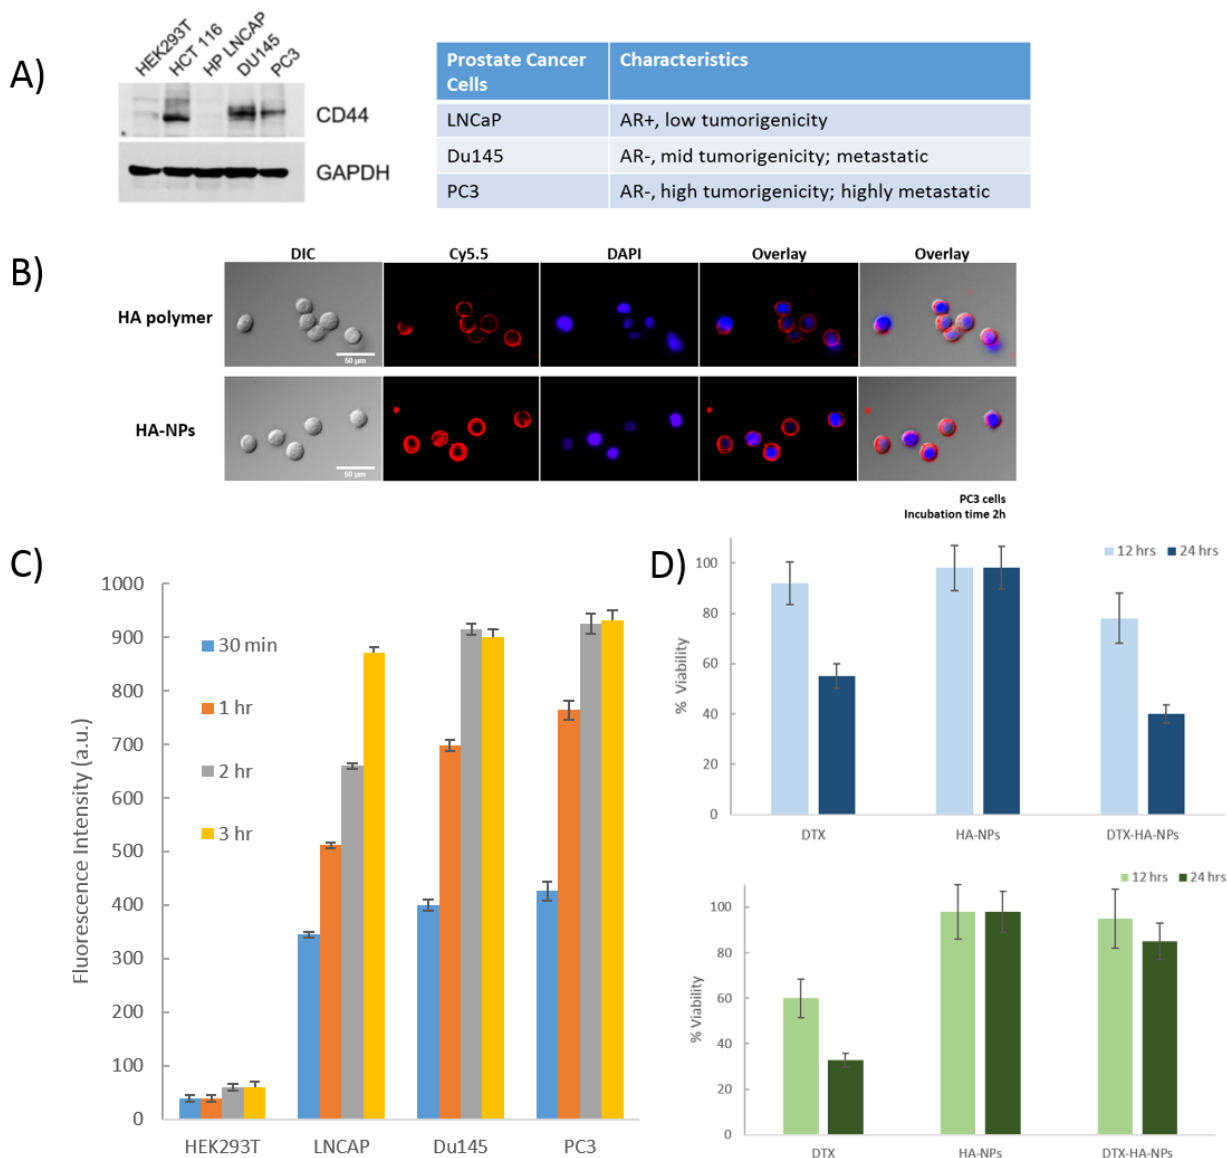 A)
HEK293T
HCT 116
HP LNCAP
DU145
PC3
CD44
GAPDH
Prostate Cancer Cells
Characteristics
LNCaP
AR+, low tumorigenicity
Du145
AR-, mid tumorigenicity; metastatic
PC3
AR-, high tumorigenicity; highly metastatic
B)
DIC
Cy5.5
DAPI
Overlay
Overlay
HA polymer
50 µm
HA-NPs
50 µm
PC3 cells
Incubation time 2h
C)
1000
900
800
700
600
500
400
300
200
100
0
Fluorescence Intensity (a.u.)
30 min
1 hr
2 hr
3 hr
HEK293T
LNCAP
Du145
PC3
D)
12 hrs
24 hrs
100
80
60
40
20
0
% Viability
DTX
HA-NPs
DTX-HA-NPs
12 hrs
24 hrs
100
80
60
40
20
0
% Viability
DTX
HA-NPs
DTX-HA-NPs